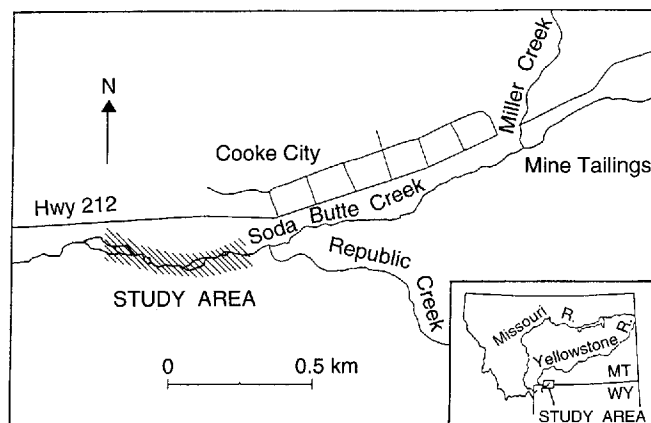 N
Miller Creek
Cooke City
Mine Tailings
Hwy 212
Soda Butte Creek
Republic
Creek
STUDY AREA
0 0.5 km
Missouri R.
Yellowstone R.
MT
WY
STUDY AREA